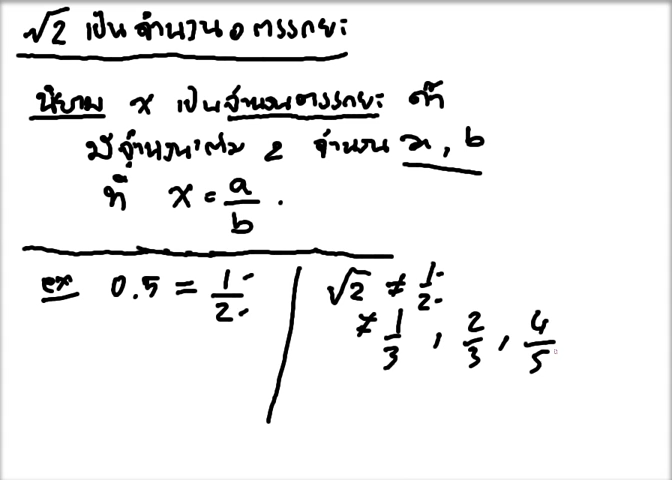 √2 เป็นจำนวนอตรรกยะ
นิยาม x เป็นจำนวนตรรกยะ ถ้า
มีจำนวนเต็ม 2 จำนวน a, b
ที่ x = a/b.
ex 0.5 = 1/2
√2 ≠ 1/2
≠ 1/3, 2/3, 4/5